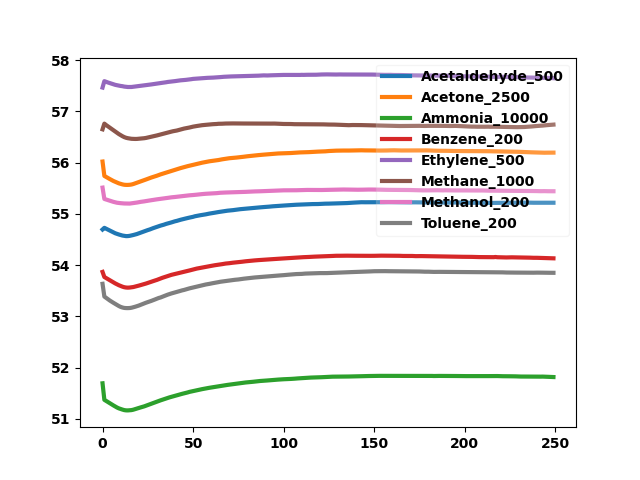 58
57
56
55
54
53
52
51
0 50 100 150 200 250
Acetaldehyde_500
Acetone_2500
Ammonia_10000
Benzene_200
Ethylene_500
Methane_1000
Methanol_200
Toluene_200